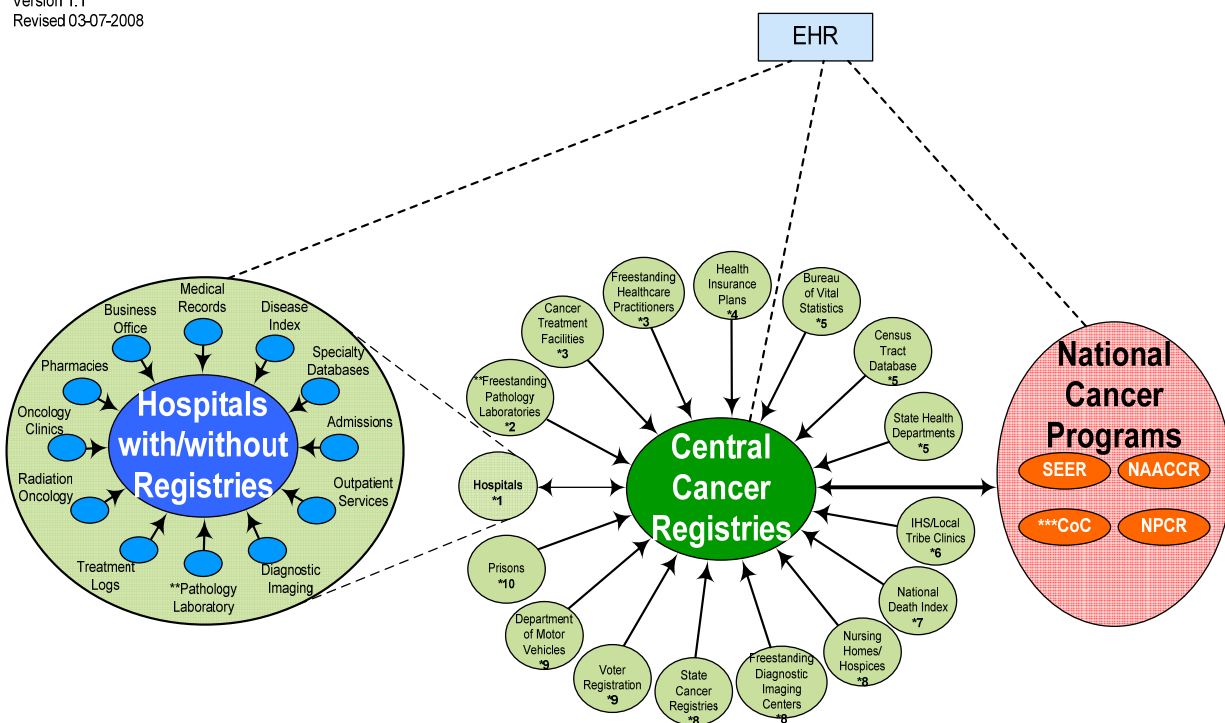 Version 1.1
Revised 03-07-2008
EHR
Medical
Records
Business
Office
Disease
Index
Pharmacies
Specialty
Databases
Oncology
Clinics
Admissions
Radiation
Oncology
Outpatient
Services
Treatment
Logs
**Pathology
Laboratory
Diagnostic
Imaging
Hospitals
with/without
Registries
Hospitals
*1
**Freestanding
Pathology
Laboratories
*2
Cancer
Treatment
Facilities
*3
Freestanding
Healthcare
Practitioners
*3
Health
Insurance
Plans
*4
Bureau
of Vital
Statistics
*5
Census
Tract
Database
*5
State Health
Departments
*5
Central
Cancer
Registries
IHS/Local
Tribe Clinics
*6
National
Death Index
*7
Nursing
Homes/
Hospices
*8
Freestanding
Diagnostic
Imaging
Centers
*8
State
Cancer
Registries
*8
Voter
Registration
*9
Department
of Motor
Vehicles
*9
Prisons
*10
National
Cancer
Programs
SEER
NAACCR
***CoC
NPCR